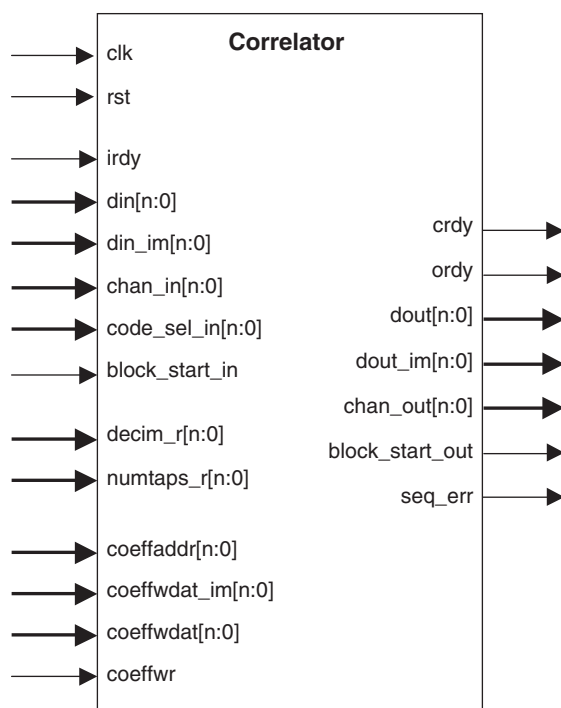 Correlator
clk
rst
irdy
din[n:0]
din_im[n:0]
chan_in[n:0]
code_sel_in[n:0]
block_start_in
decim_r[n:0]
numtaps_r[n:0]
coeffaddr[n:0]
coeffwdat_im[n:0]
coeffwdat[n:0]
coeffwr
crdy
ordy
dout[n:0]
dout_im[n:0]
chan_out[n:0]
block_start_out
seq_err